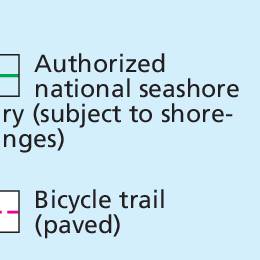 Authorized
national seashore
ry (subject to shore-
nges)
Bicycle trail
(paved)